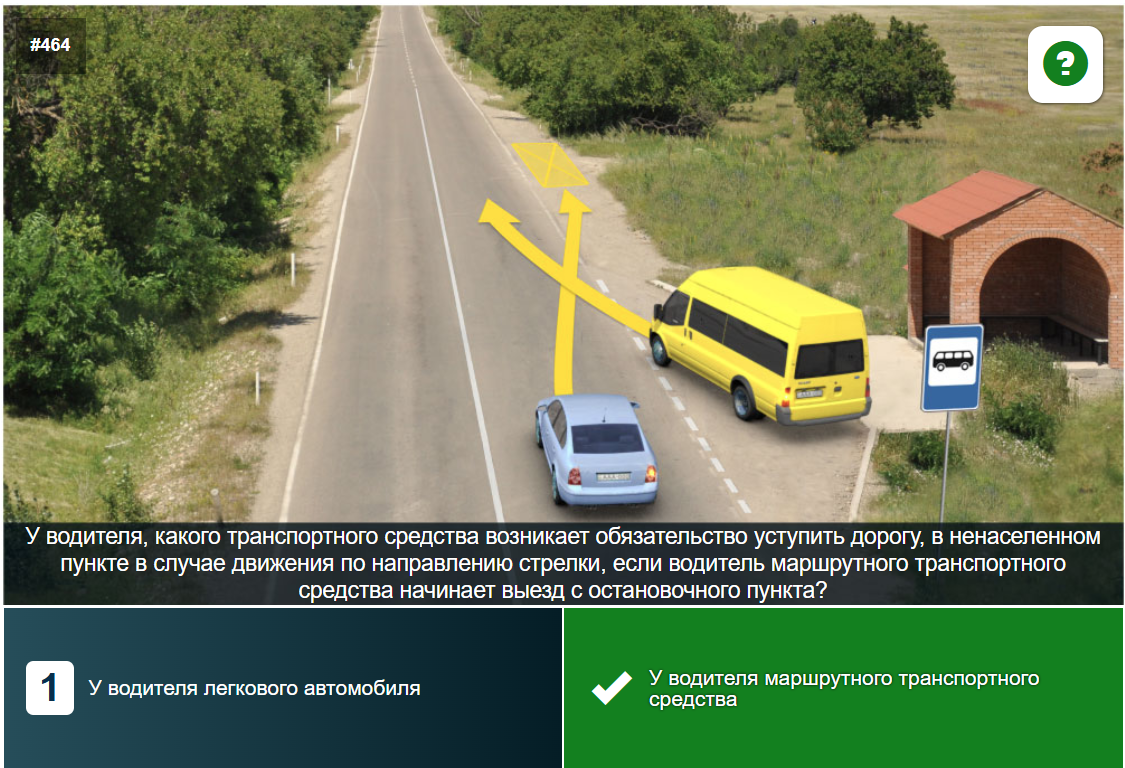 #464
?
У водителя, какого транспортного средства возникает обязательство уступить дорогу, в ненаселенном
пункте в случае движения по направлению стрелки, если водитель маршрутного транспортного
средства начинает выезд с остановочного пункта?
1
У водителя легкового автомобиля
У водителя маршрутного транспортного
средства